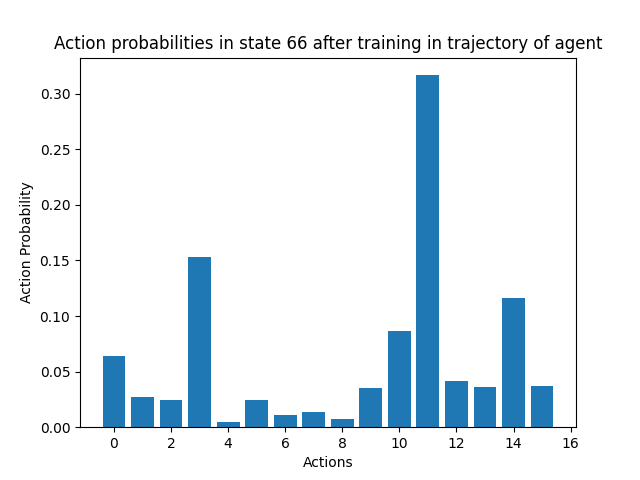 Action probabilities in state 66 after training in trajectory of agent
0.30
0.25
0.20
0.15
0.10
0.05
0.00
Action Probability
0 2 4 6 8 10 12 14 16
Actions